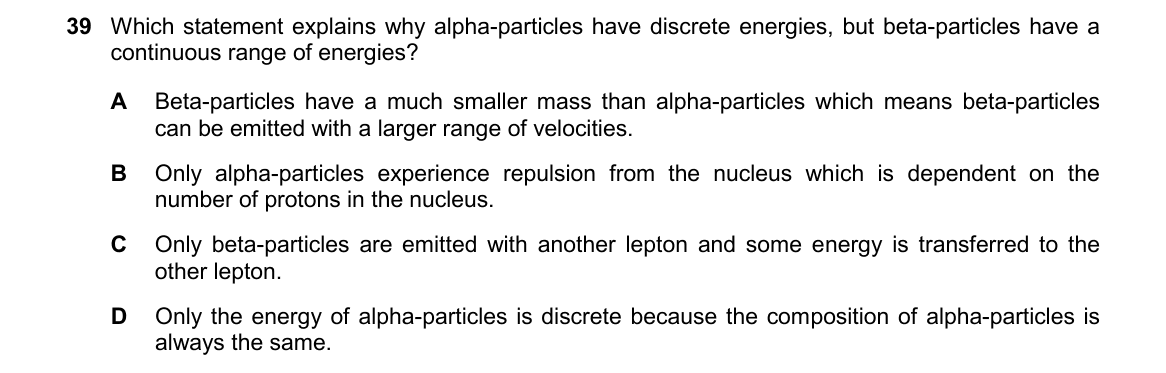 39 Which statement explains why alpha-particles have discrete energies, but beta-particles have a
continuous range of energies?
A Beta-particles have a much smaller mass than alpha-particles which means beta-particles
can be emitted with a larger range of velocities.
B Only alpha-particles experience repulsion from the nucleus which is dependent on the
number of protons in the nucleus.
C Only beta-particles are emitted with another lepton and some energy is transferred to the
other lepton.
D Only the energy of alpha-particles is discrete because the composition of alpha-particles is
always the same.